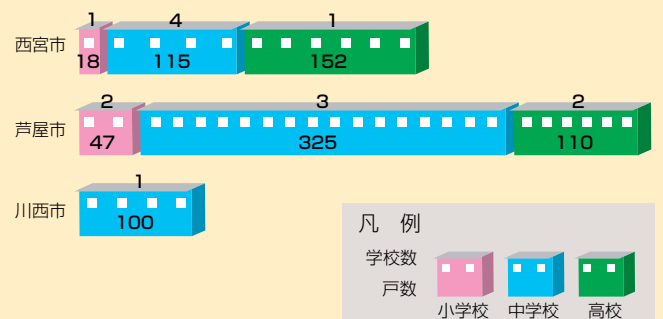 1 4 1
西宮市
18 115 152
2 3 2
芦屋市
47 325 110
1
川西市
100
凡 例
学校数
戸数
小学校 中学校 高校